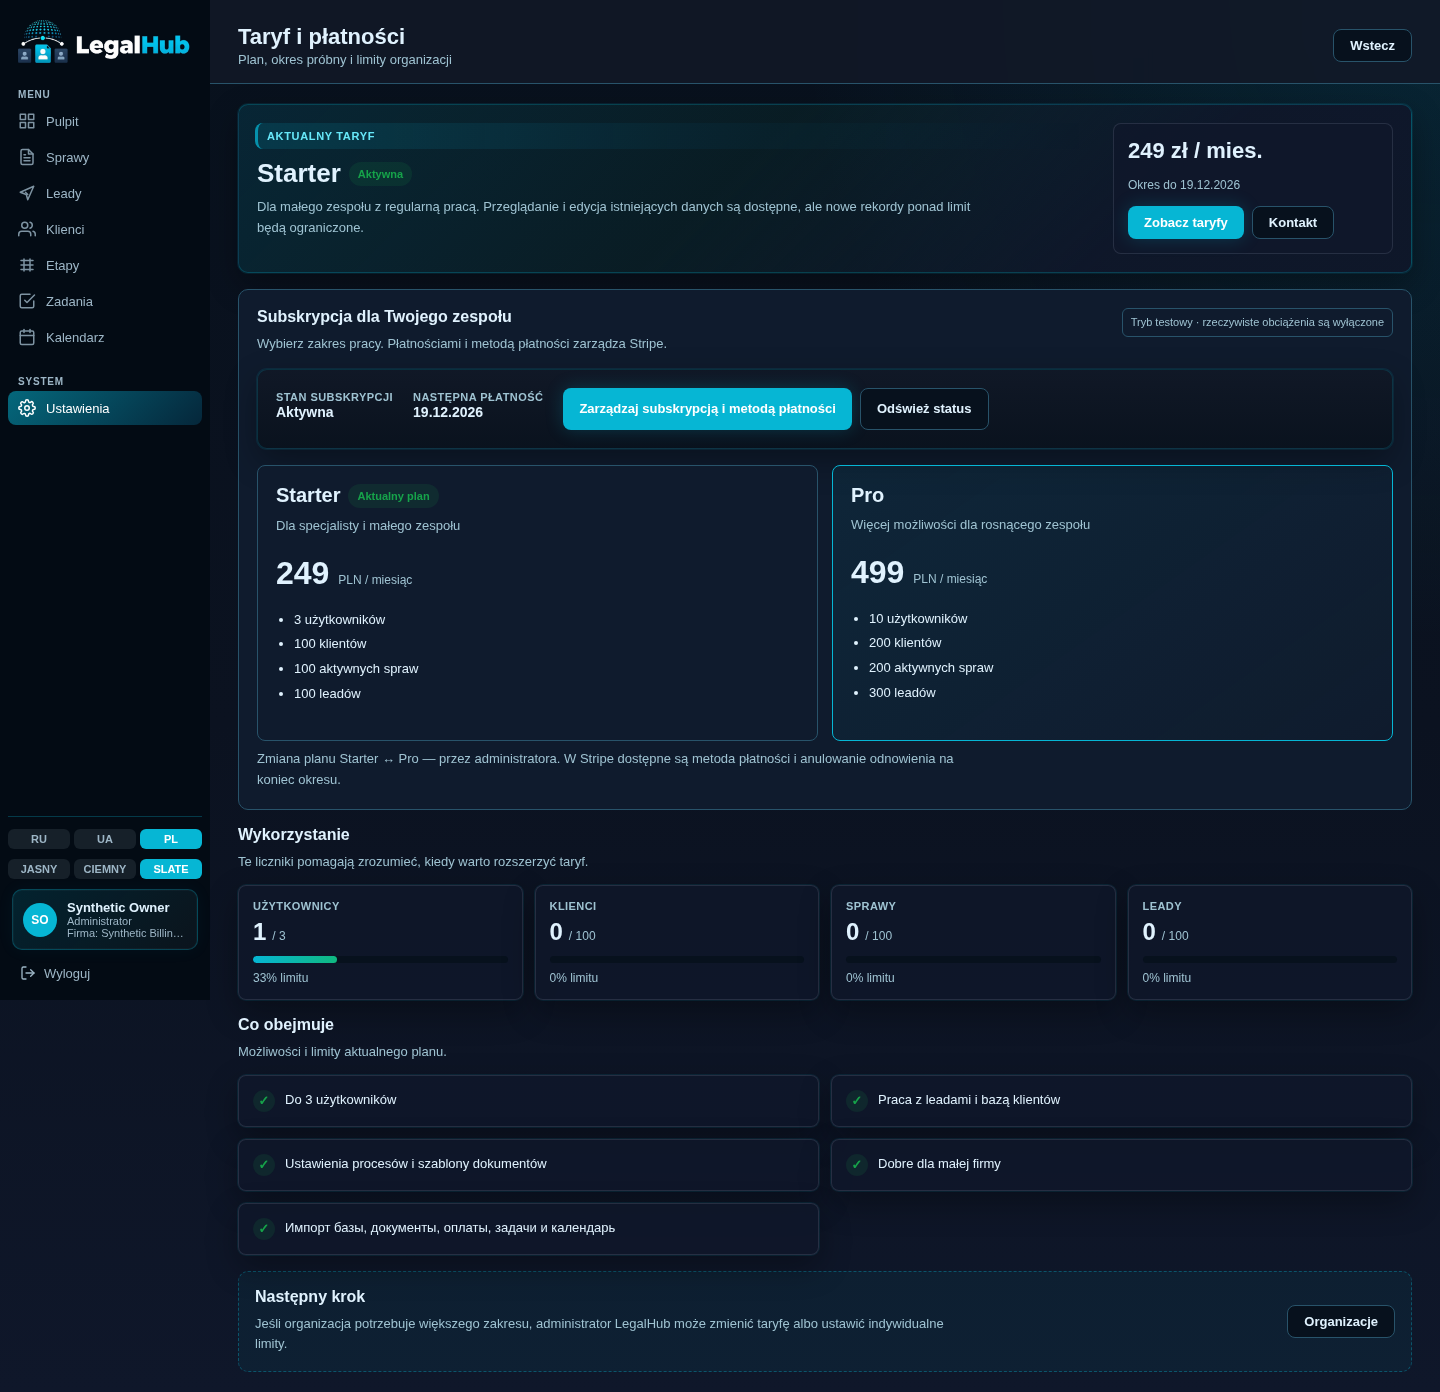 LegalHub
MENU
Pulpit
Sprawy
Leady
Klienci
Etapy
Zadania
Kalendarz
SYSTEM
Ustawienia
RU UA PL
JASNY CIEMNY SLATE
SO
Synthetic Owner
Administrator
Firma: Synthetic Billin…
Wyloguj
Taryf i płatności
Plan, okres próbny i limity organizacji
Wstecz
AKTUALNY TARYF
Starter Aktywna
Dla małego zespołu z regularną pracą. Przeglądanie i edycja istniejących danych są dostępne, ale nowe rekordy ponad limit
będą ograniczone.
249 zł / mies.
Okres do 19.12.2026
Zobacz taryfy Kontakt
Subskrypcja dla Twojego zespołu
Wybierz zakres pracy. Płatnościami i metodą płatności zarządza Stripe.
Tryb testowy · rzeczywiste obciążenia są wyłączone
STAN SUBSKRYPCJI
Aktywna
NASTĘPNA PŁATNOŚĆ
19.12.2026
Zarządzaj subskrypcją i metodą płatności
Odśwież status
Starter Aktualny plan
Dla specjalisty i małego zespołu
249 PLN / miesiąc
• 3 użytkowników
• 100 klientów
• 100 aktywnych spraw
• 100 leadów
Pro
Więcej możliwości dla rosnącego zespołu
499 PLN / miesiąc
• 10 użytkowników
• 200 klientów
• 200 aktywnych spraw
• 300 leadów
Zmiana planu Starter ↔ Pro — przez administratora. W Stripe dostępne są metoda płatności i anulowanie odnowienia na
koniec okresu.
Wykorzystanie
Te liczniki pomagają zrozumieć, kiedy warto rozszerzyć taryf.
UŻYTKOWNICY
1 / 3
33% limitu
KLIENCI
0 / 100
0% limitu
SPRAWY
0 / 100
0% limitu
LEADY
0 / 100
0% limitu
Co obejmuje
Możliwości i limity aktualnego planu.
✓ Do 3 użytkowników
✓ Praca z leadami i bazą klientów
✓ Ustawienia procesów i szablony dokumentów
✓ Dobre dla małej firmy
✓ Импорт базы, документы, оплаты, задачи и календарь
Następny krok
Jeśli organizacja potrzebuje większego zakresu, administrator LegalHub może zmienić taryfę albo ustawić indywidualne
limity.
Organizacje